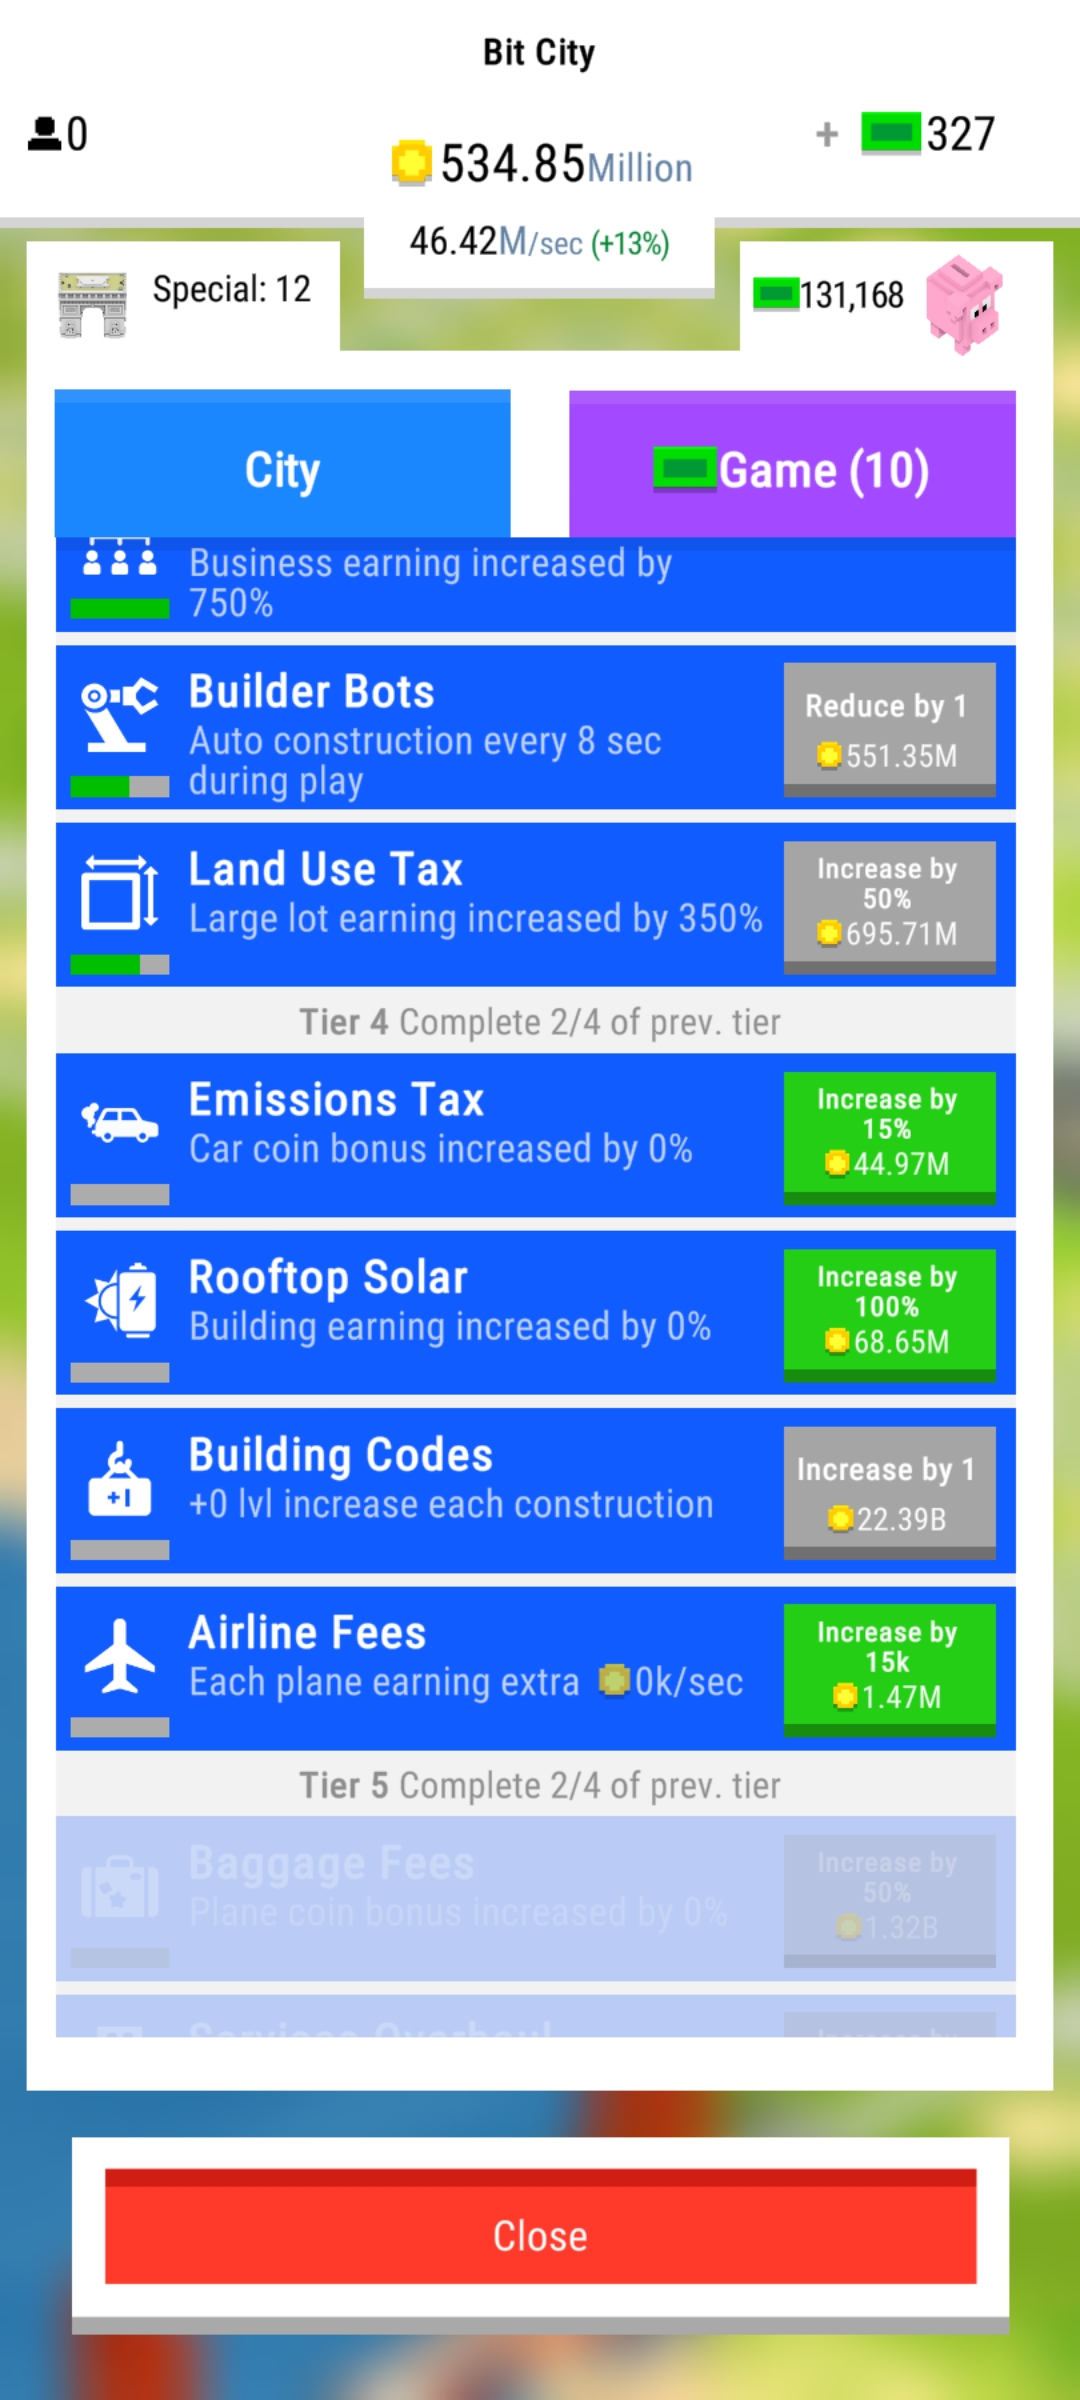 Bit City
0
534.85Million
+ 327
46.42M/sec (+13%)
Special: 12
131,168
City
Game (10)
Business earning increased by
750%
Builder Bots
Auto construction every 8 sec
during play
Reduce by 1
551.35M
Land Use Tax
Large lot earning increased by 350%
Increase by
50%
695.71M
Tier 4 Complete 2/4 of prev. tier
Emissions Tax
Car coin bonus increased by 0%
Increase by
15%
44.97M
Rooftop Solar
Building earning increased by 0%
Increase by
100%
68.65M
+1
Building Codes
+0 lvl increase each construction
Increase by 1
22.39B
Airline Fees
Each plane earning extra 0k/sec
Increase by
15k
1.47M
Tier 5 Complete 2/4 of prev. tier
Baggage Fees
Plane coin bonus increased by 0%
Increase by
50%
1.32B
Services Overhaul
Increase by
Close